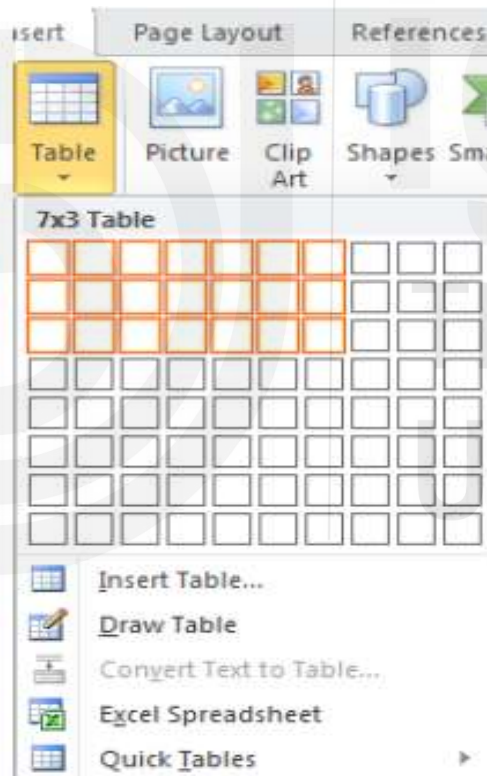 nsert Page Layout References
Table Picture Clip Art Shapes Sma
7x3 Table
Insert Table...
Draw Table
Convert Text to Table...
Excel Spreadsheet
Quick Tables